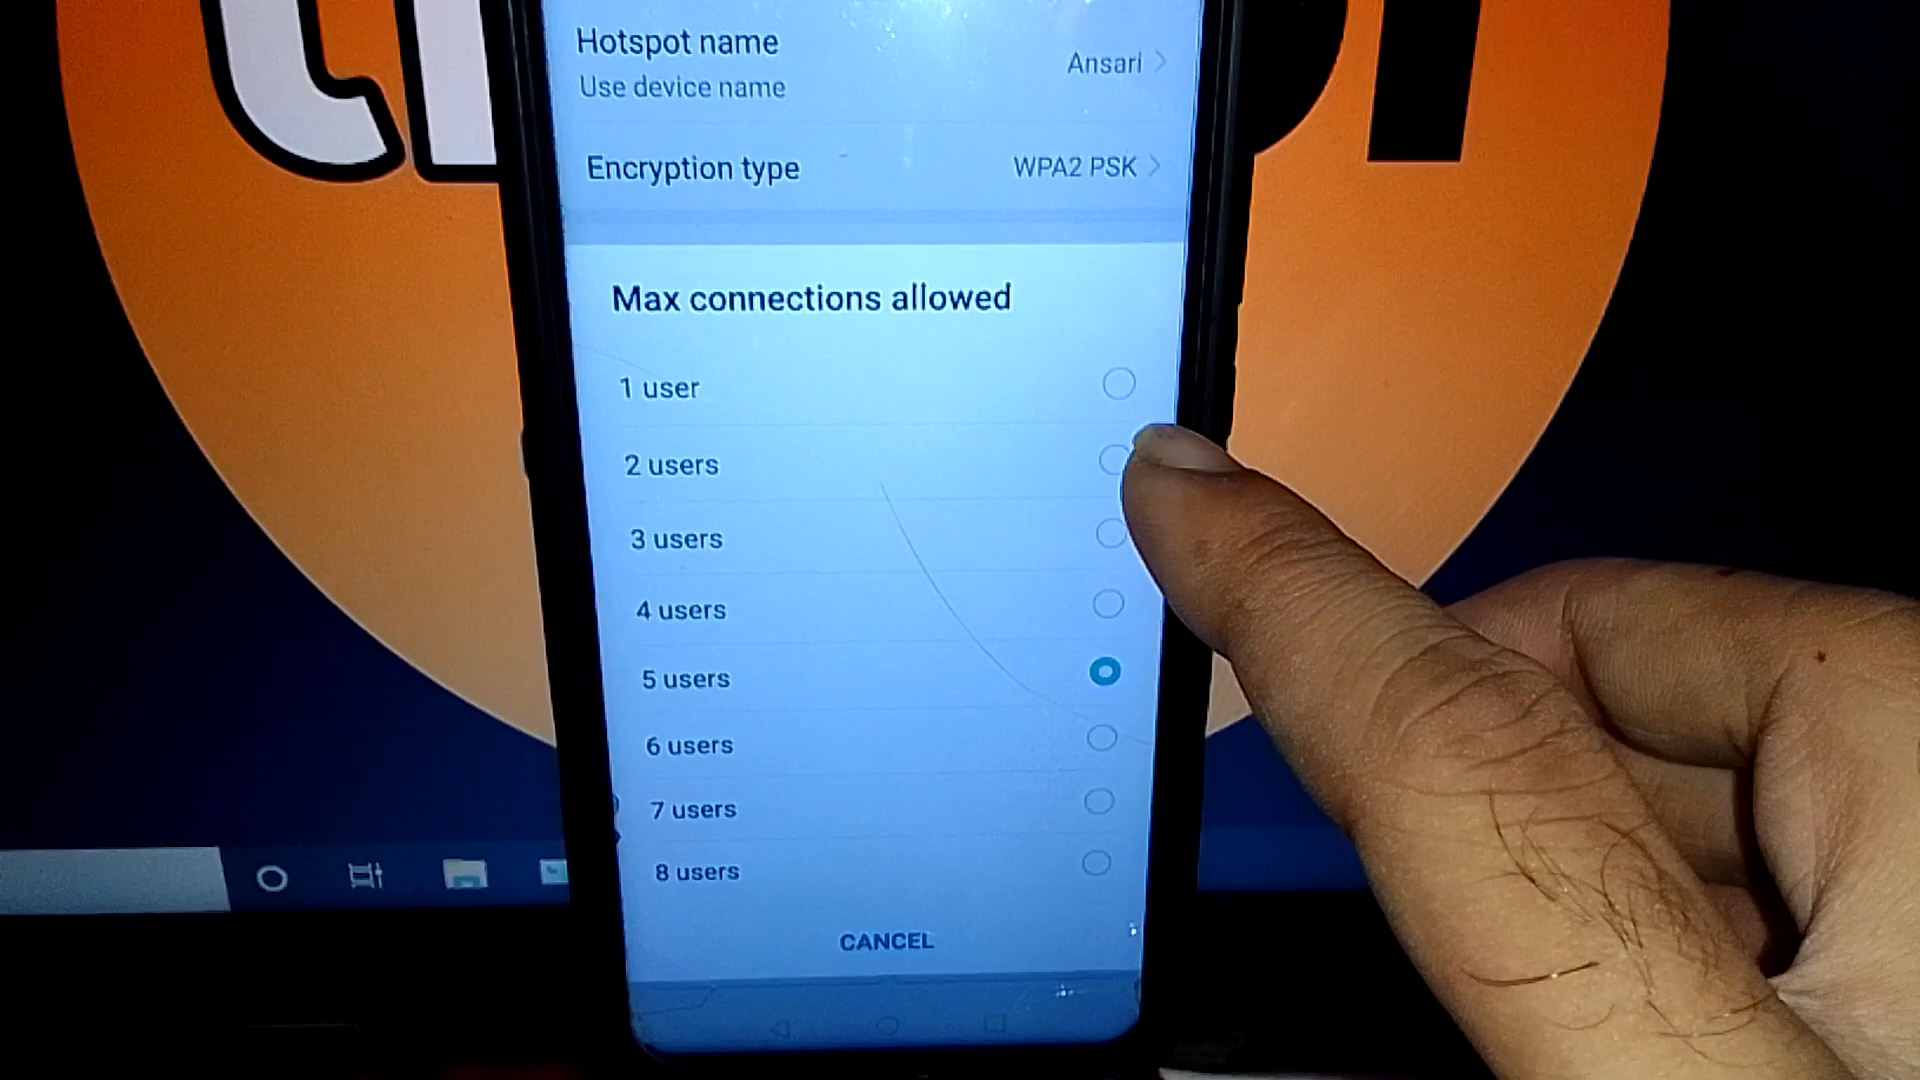 Hotspot name
Ansari
Use device name
Encryption type
WPA2 PSK
Max connections allowed
1 user
2 users
3 users
4 users
5 users
6 users
7 users
8 users
CANCEL